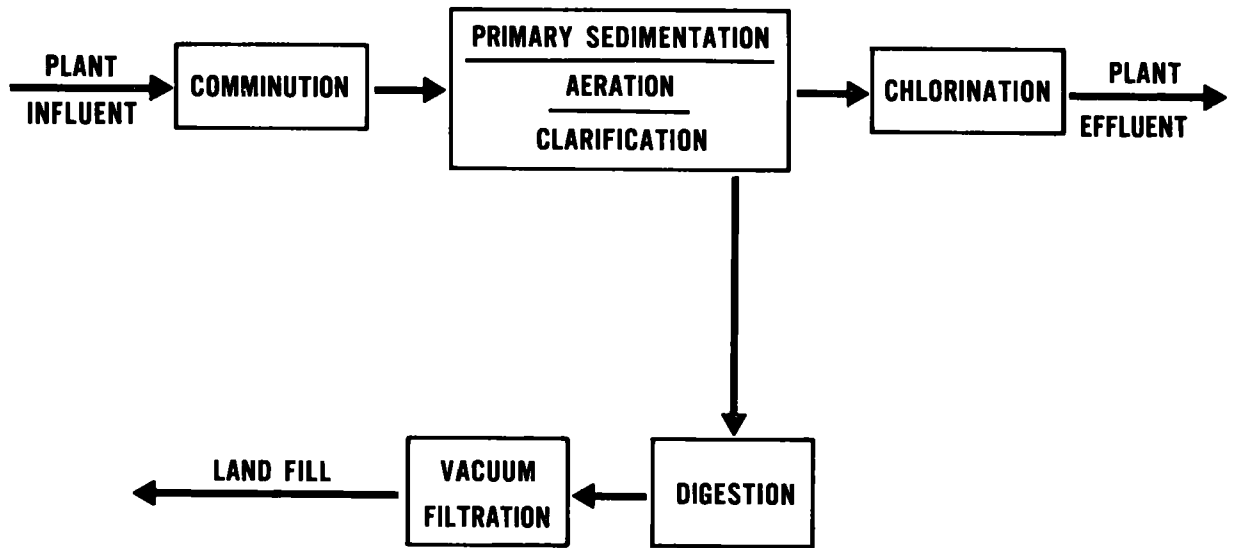 PLANT
INFLUENT
COMMINUTION
PRIMARY SEDIMENTATION
AERATION
CLARIFICATION
CHLORINATION
PLANT
EFFLUENT
LAND FILL
VACUUM
FILTRATION
DIGESTION